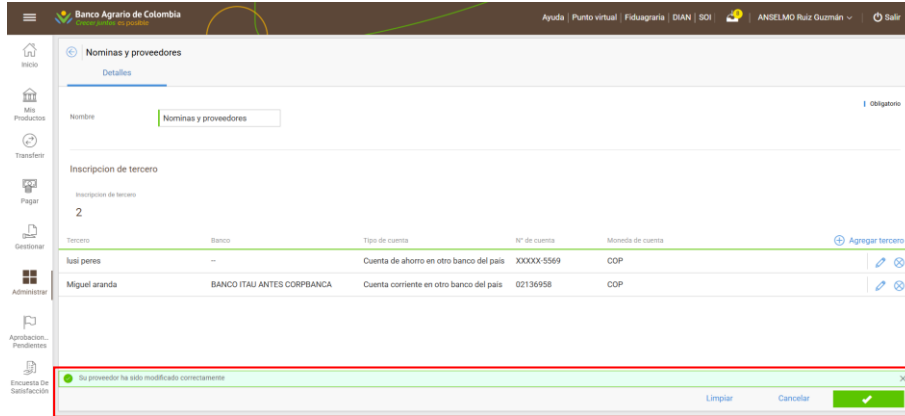 Banco Agrario de Colombia
Crecer juntos es posible
Ayuda | Punto virtual | Fiduagraria | DIAN | SOI | ANSELMO Ruiz Guzmán | Salir
Inicio
Mis
Productos
Transferir
Pagar
Gestionar
Administrar
Aprobacion...
Pendientes
Encuesta De
Satisfacción
Nominas y proveedores
Detalles
Obligatorio
Nombre Nominas y proveedores
Inscripcion de tercero
Inscripcion de tercero
2
Tercero Banco Tipo de cuenta N° de cuenta Moneda de cuenta Agregar tercero
lusi peres -- Cuenta de ahorro en otro banco del pais XXXXX-5569 COP
Miguel aranda BANCO ITAU ANTES CORPBANCA Cuenta corriente en otro banco del país 02136958 COP
Su proveedor ha sido modificado correctamente
Limpiar Cancelar